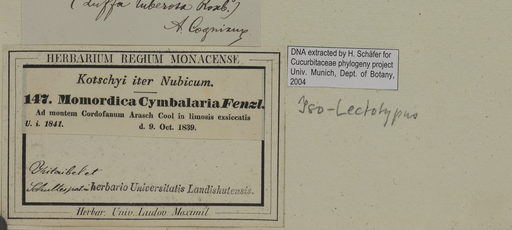 (Luffa tuberosa Roxb.)
A. Cogniaux
HERBARIUM REGIUM MONACENSE.
Kotschyi iter Nubicum.
147. Momordica Cymbalaria Fenzl.
Ad montem Cordofanum Arasch Cool in limosis exsiccatis
U. i. 1841. d. 9. Oct. 1839.
herbario Universitatis Landishutensis.
Herbar. Univ. Ludov. Maximil.
DNA extracted by H. Schäfer for
Cucurbitaceae phylogeny project
Univ. Munich, Dept. of Botany,
2004
Iso-Lectotypus